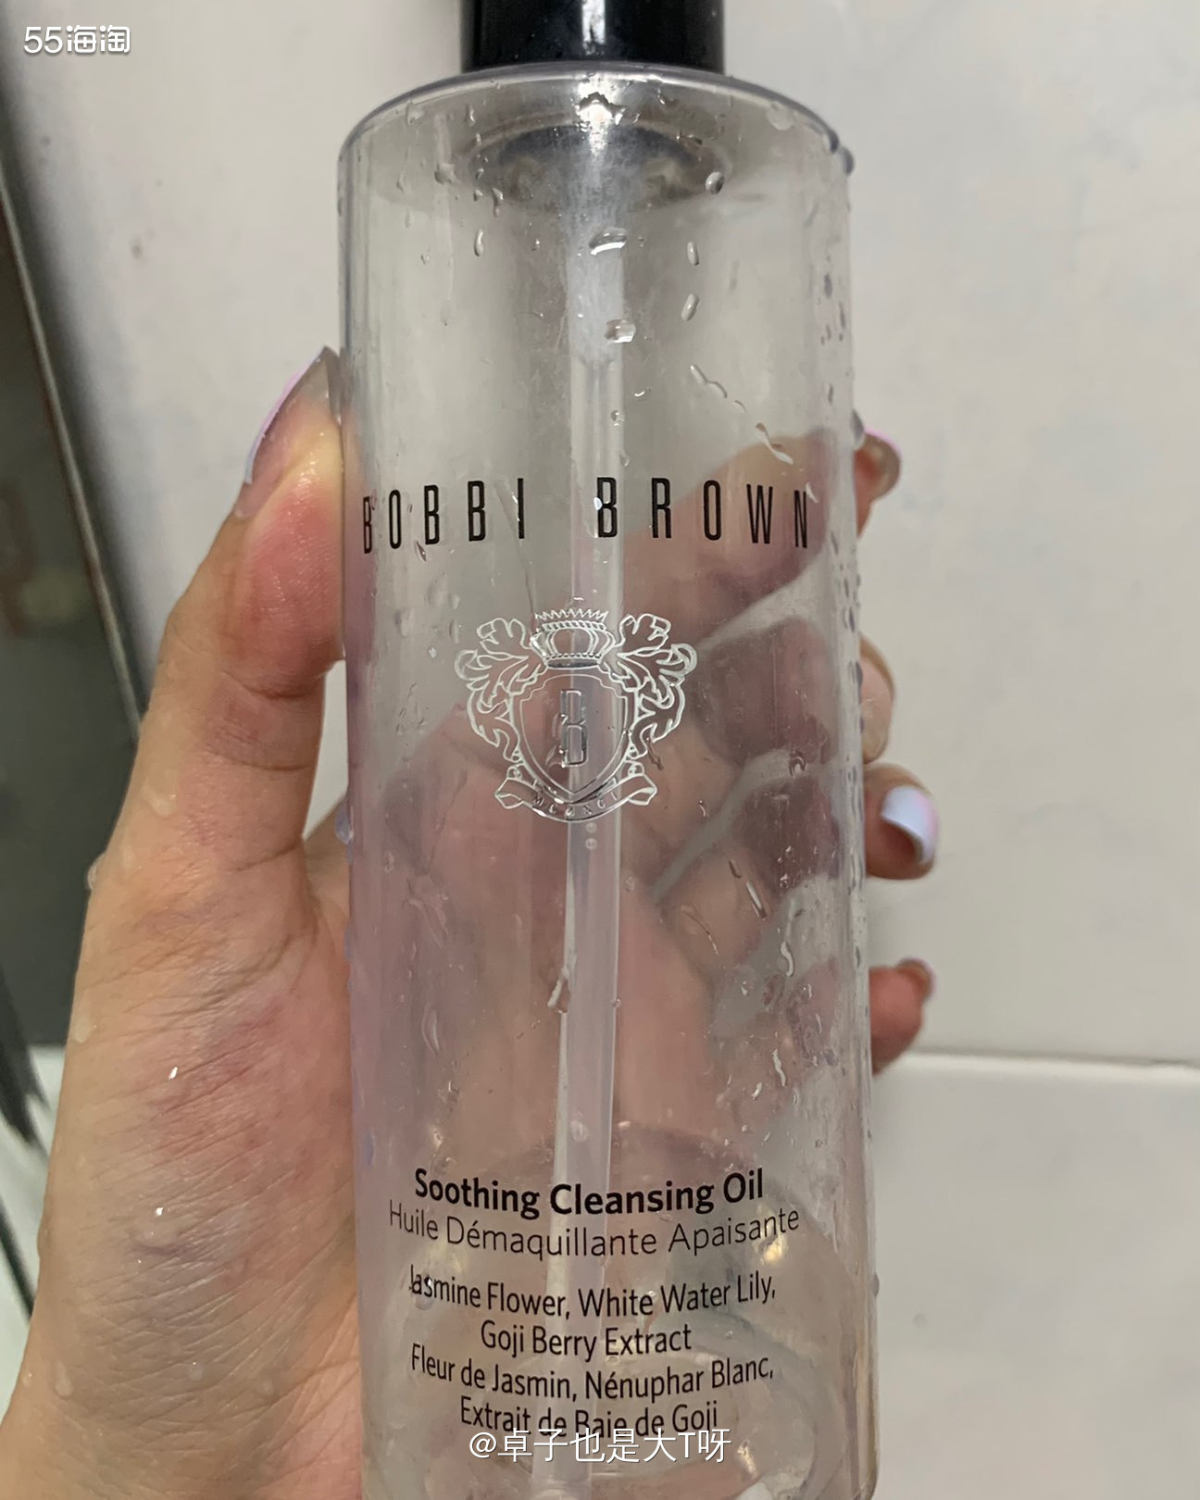 55海淘
BOBBI BROWN
B
Soothing Cleansing Oil
Huile Démaquillante Apaisante
Jasmine Flower, White Water Lily,
Goji Berry Extract
Fleur de Jasmin, Nénuphar Blanc,
Extrait de Baie de Goji
@卓子也是大T呀